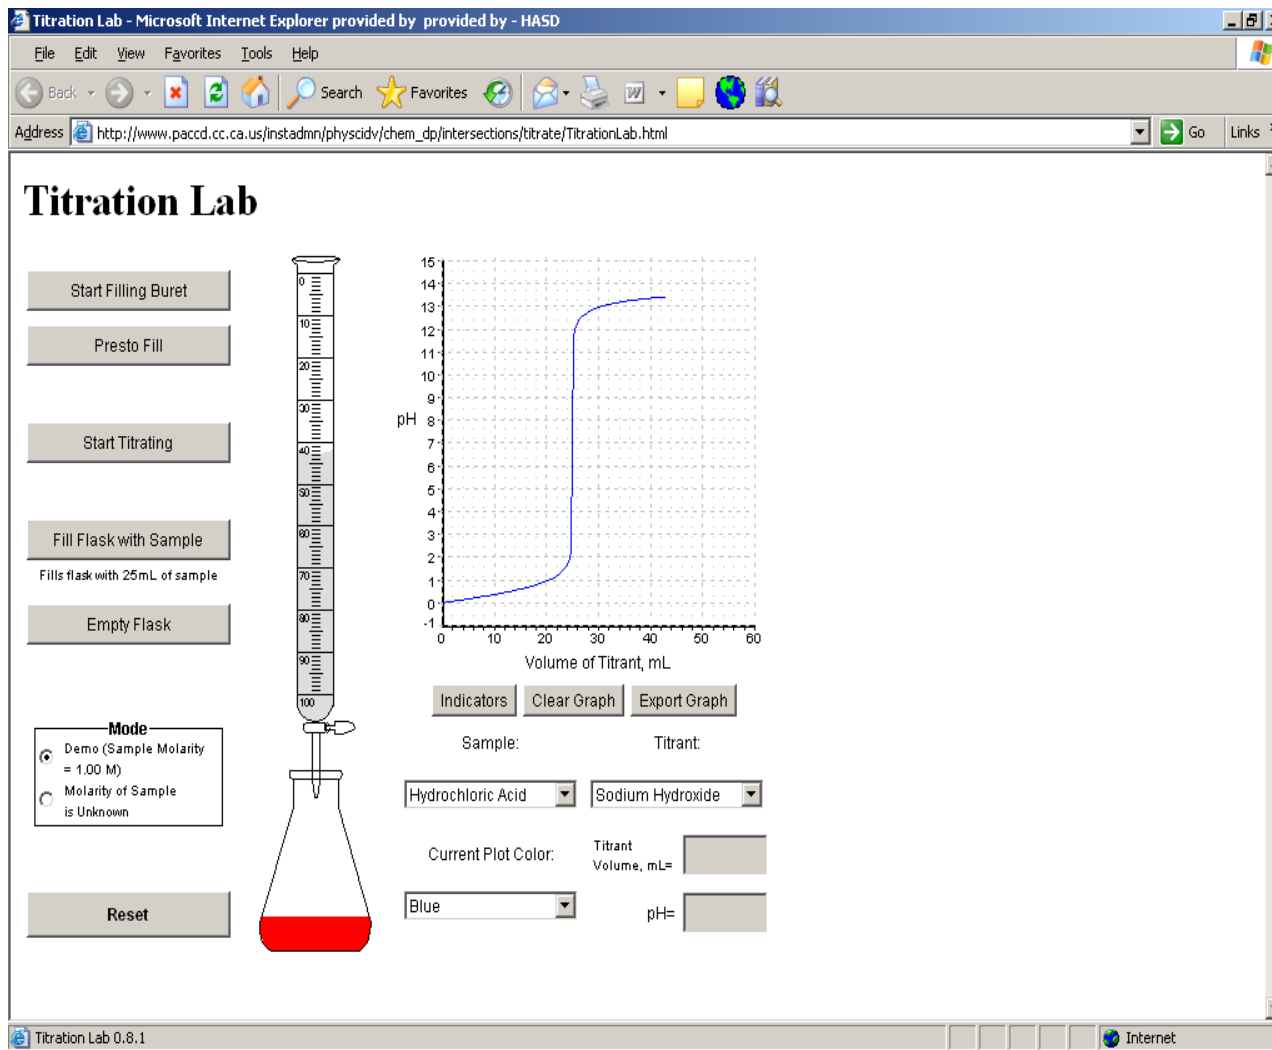 Titration Lab - Microsoft Internet Explorer provided by provided by - HASD
File Edit View Favorites Tools Help
Back Search Favorites
Address http://www.paccd.cc.ca.us/instadmn/physcidv/chem_dp/intersections/titrate/TitrationLab.html Go Links
Titration Lab
Start Filling Buret
Presto Fill
Start Titrating
Fill Flask with Sample
Fills flask with 25mL of sample
Empty Flask
Mode
Demo (Sample Molarity
= 1.00 M)
Molarity of Sample
is Unknown
Reset
0
10
20
30
40
50
60
70
80
90
100
15
14
13
12
11
10
9
pH 8
7
6
5
4
3
2
1
0
-1
0 10 20 30 40 50 60
Volume of Titrant, mL
Indicators Clear Graph Export Graph
Sample: Titrant:
Hydrochloric Acid Sodium Hydroxide
Current Plot Color:
Titrant
Volume, mL=
Blue
pH=
Titration Lab 0.8.1 Internet